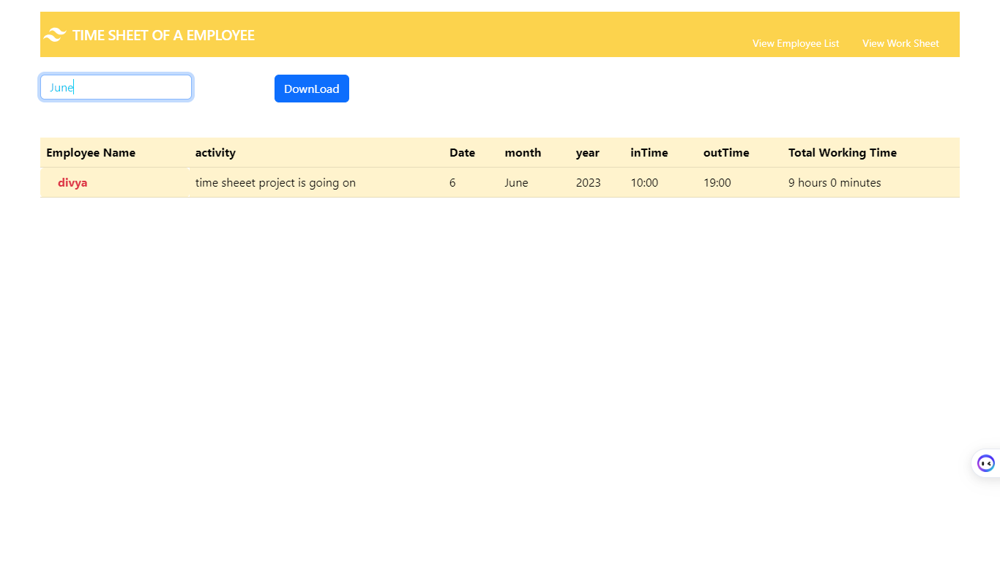 TIME SHEET OF A EMPLOYEE
View Employee List View Work Sheet
June DownLoad
Employee Name activity Date month year inTime outTime Total Working Time
divya time sheeet project is going on 6 June 2023 10:00 19:00 9 hours 0 minutes